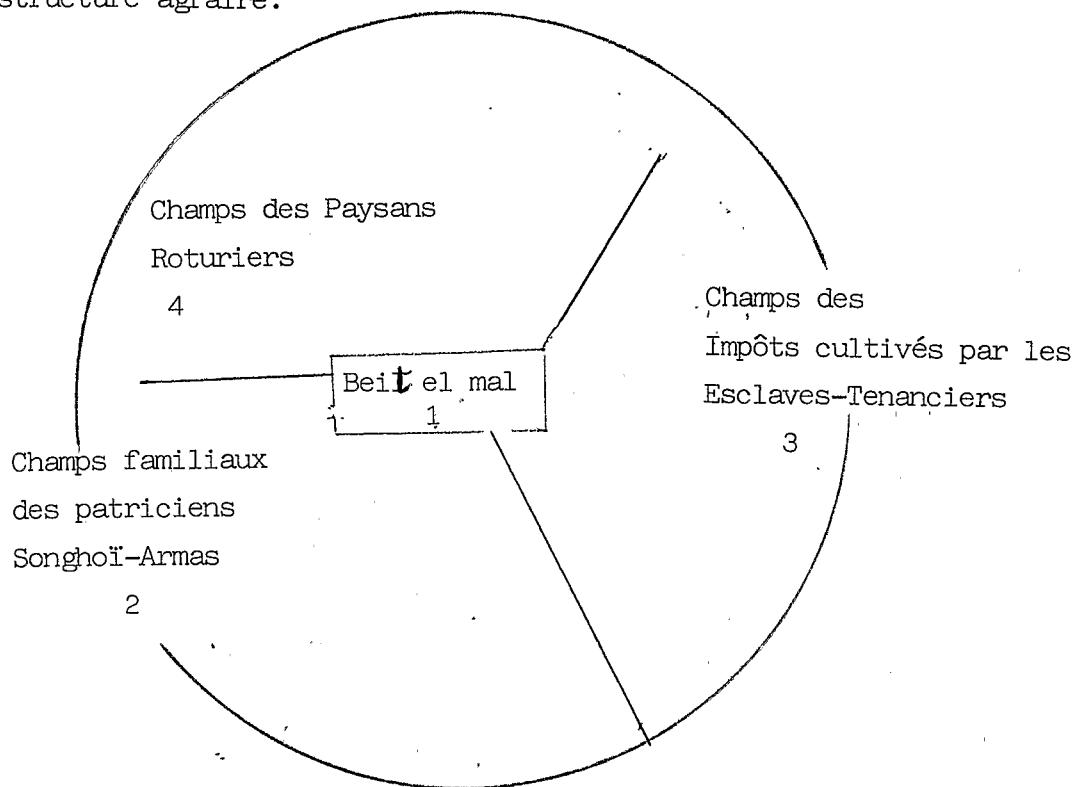 structure agraire.
Champs des Paysans
Roturiers
4
Champs des
Impôts cultivés par les
Esclaves-Tenanciers
3
Beit el mal
1
Champs familiaux
des patriciens
Songhoï-Armas
2